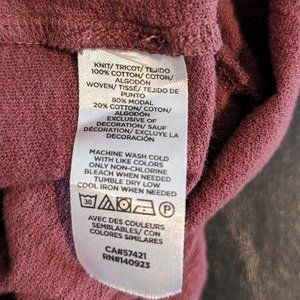 KNIT/TRICOT/TEJIDO
100% COTTON/COTON/
ALGODÓN
WOVEN/TISSÉ/TEJIDO DE
PUNTO
80% MODAL
20% COTTON/COTON/
ALGODÓN
EXCLUSIVE OF
DECORATION/SAUF
DÉCORATION/EXCLUYE LA
DECORACIÓN
MACHINE WASH COLD
WITH LIKE COLORS
ONLY NON-CHLORINE
BLEACH WHEN NEEDED
TUMBLE DRY LOW
COOL IRON WHEN NEEDED
30 P
AVEC DES COULEURS
SEMBLABLES/CON
COLORES SIMILARES
CA#57421
RN#140923